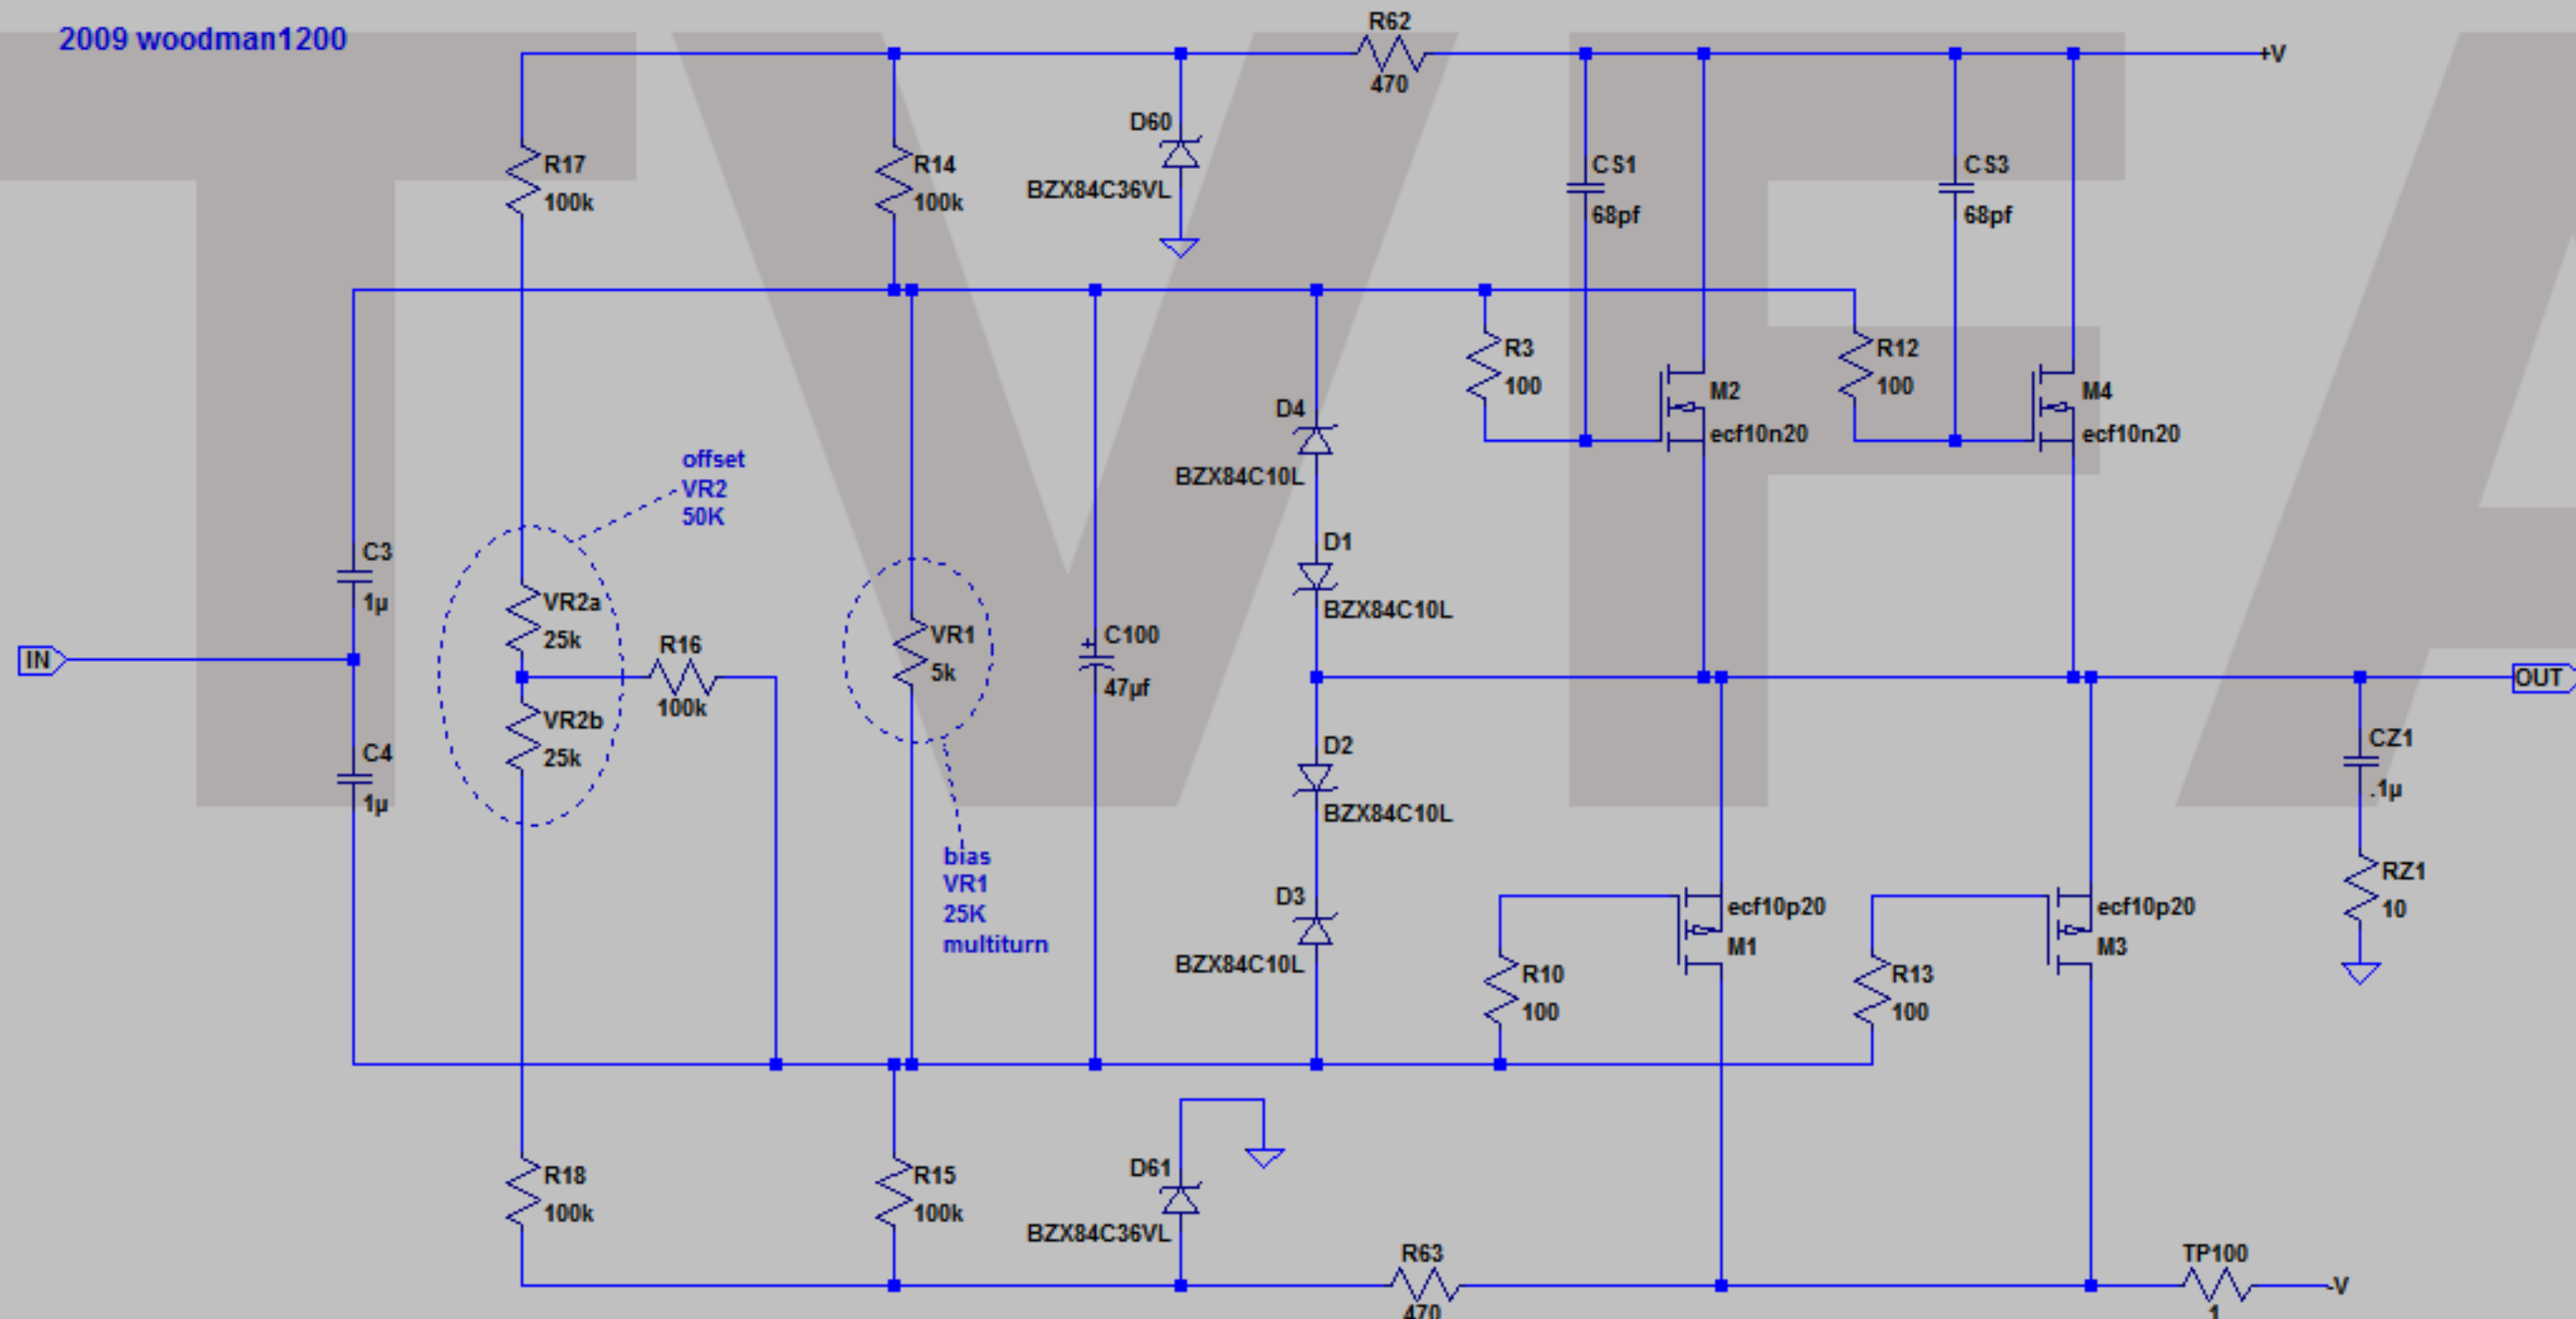 2009 woodman1200
R62
470
+V
D60
BZX84C36VL
R17
100k
R14
100k
CS1
68pf
CS3
68pf
R3
100
R12
100
M2
ecf10n20
M4
ecf10n20
D4
BZX84C10L
offset
VR2
50K
C3
1µ
D1
BZX84C10L
VR2a
25k
IN
R16
100k
VR1
5k
C100
+
47µf
OUT
VR2b
25k
C4
1µ
D2
BZX84C10L
CZ1
.1µ
bias
VR1
25K
multiturn
D3
BZX84C10L
ecf10p20
M1
ecf10p20
M3
RZ1
10
R10
100
R13
100
R18
100k
R15
100k
D61
BZX84C36VL
R63
470
TP100
1
-V
TVFA